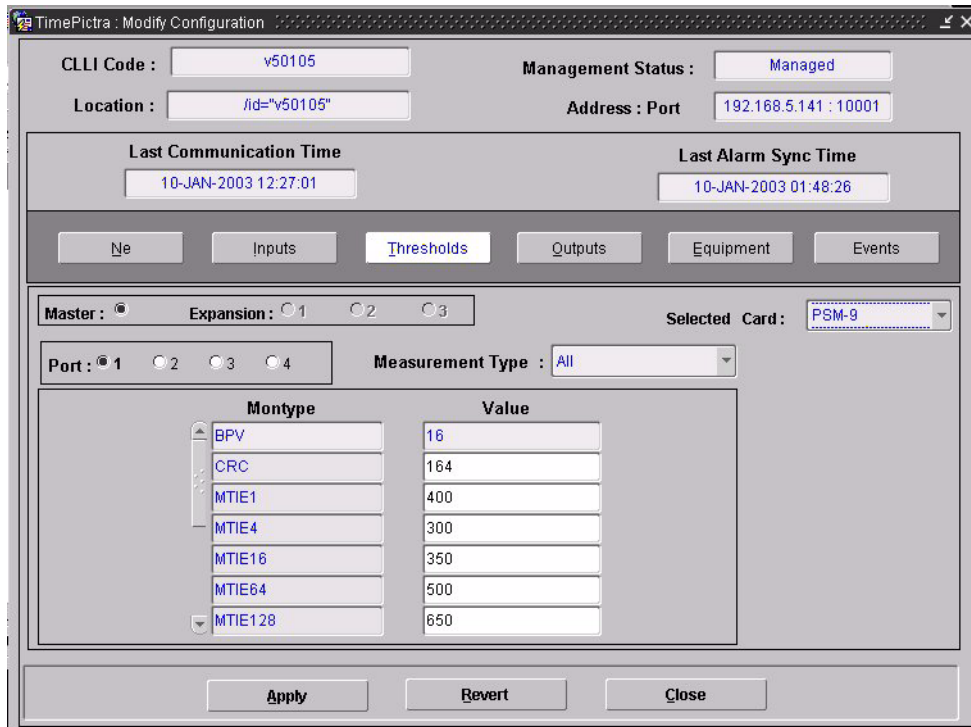 TimePictra : Modify Configuration
CLLI Code : v50105 Management Status : Managed
Location : /id="v50105" Address : Port 192.168.5.141 : 10001
Last Communication Time Last Alarm Sync Time
10-JAN-2003 12:27:01 10-JAN-2003 01:48:26
Ne Inputs Thresholds Outputs Equipment Events
Master : Expansion : 1 2 3 Selected Card : PSM-9
Port : 1 2 3 4 Measurement Type : All
Montype Value
BPV 16
CRC 164
MTIE1 400
MTIE4 300
MTIE16 350
MTIE64 500
MTIE128 650
Apply Revert Close